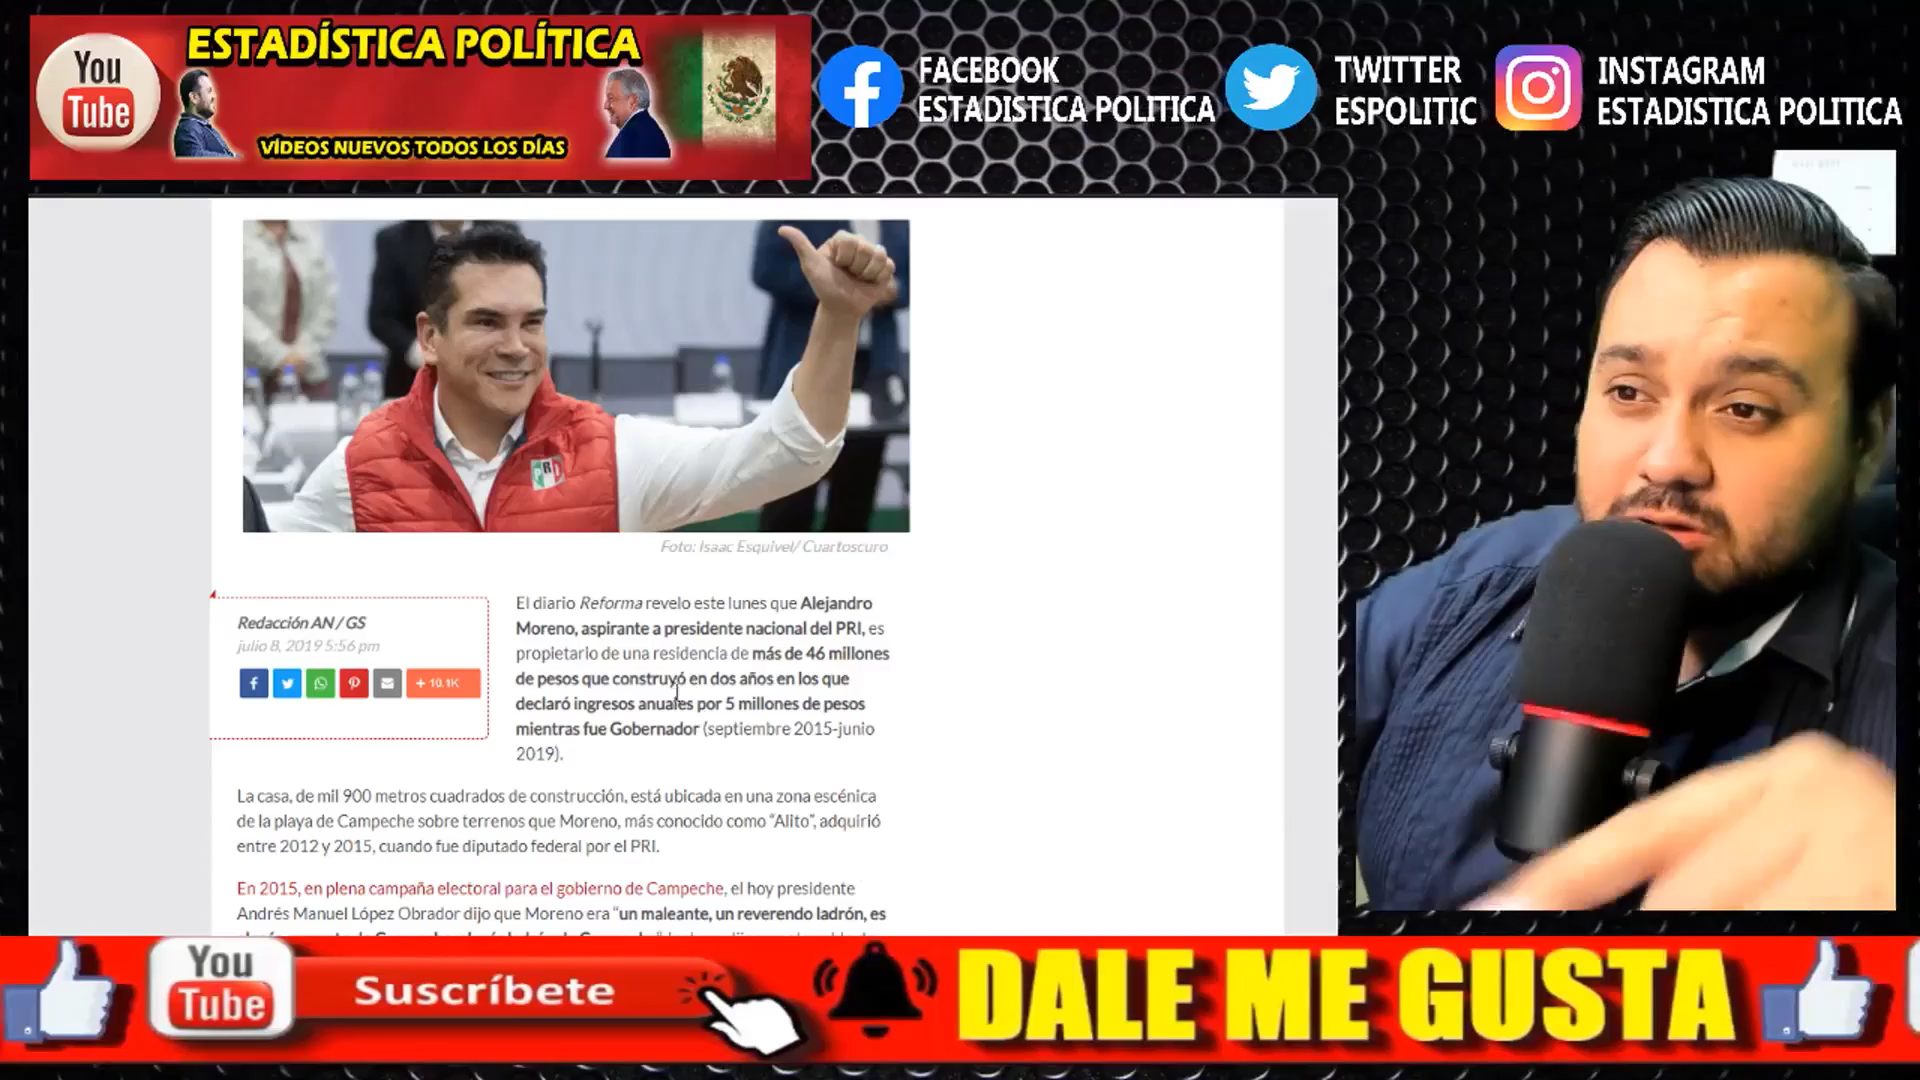 You
Tube
ESTADÍSTICA POLÍTICA
VÍDEOS NUEVOS TODOS LOS DÍAS
FACEBOOK
ESTADISTICA POLITICA
TWITTER
ESPOLITIC
INSTAGRAM
ESTADISTICA POLITICA
PRI
Foto: Isaac Esquivel/ Cuartoscuro
Redacción AN / GS
julio 8, 2019 5:56 pm
+ 10.1K
El diario Reforma revelo este lunes que Alejandro
Moreno, aspirante a presidente nacional del PRI, es
propietario de una residencia de más de 46 millones
de pesos que construyó en dos años en los que
declaró ingresos anuales por 5 millones de pesos
mientras fue Gobernador (septiembre 2015-junio
2019).
La casa, de mil 900 metros cuadrados de construcción, está ubicada en una zona escénica
de la playa de Campeche sobre terrenos que Moreno, más conocido como “Alito”, adquirió
entre 2012 y 2015, cuando fue diputado federal por el PRI.
En 2015, en plena campaña electoral para el gobierno de Campeche, el hoy presidente
Andrés Manuel López Obrador dijo que Moreno era “un maleante, un reverendo ladrón, es
You
Tube
Suscríbete
DALE ME GUSTA